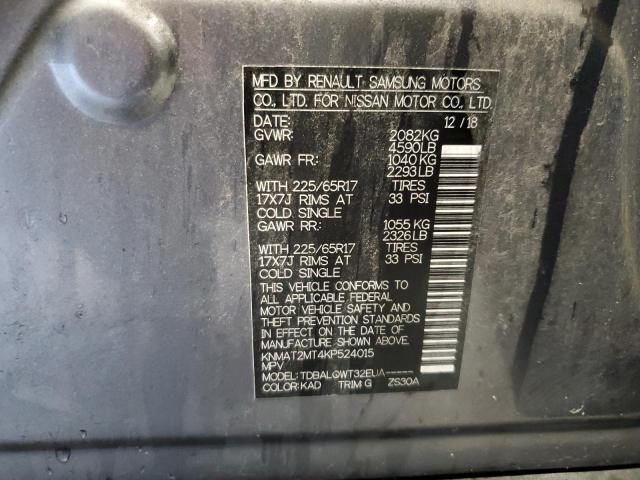 MFD BY RENAULT SAMSUNG MOTORS
CO., LTD. FOR NISSAN MOTOR CO., LTD.
DATE: 12 / 18
GVWR: 2082KG
4590LB
GAWR FR: 1040 KG
2293 LB
WITH 225/65R17 TIRES
17X7J RIMS AT 33 PSI
COLD SINGLE
GAWR RR: 1055 KG
2326 LB
WITH 225/65R17 TIRES
17X7J RIMS AT 33 PSI
COLD SINGLE
THIS VEHICLE CONFORMS TO
ALL APPLICABLE FEDERAL
MOTOR VEHICLE SAFETY AND
THEFT PREVENTION STANDARDS
IN EFFECT ON THE DATE OF
MANUFACTURE SHOWN ABOVE.
KNMAT2MT4KP524015
MPV
MODEL: TDBALGWT32EUA-----
COLOR: KAD TRIM: G ZS30A